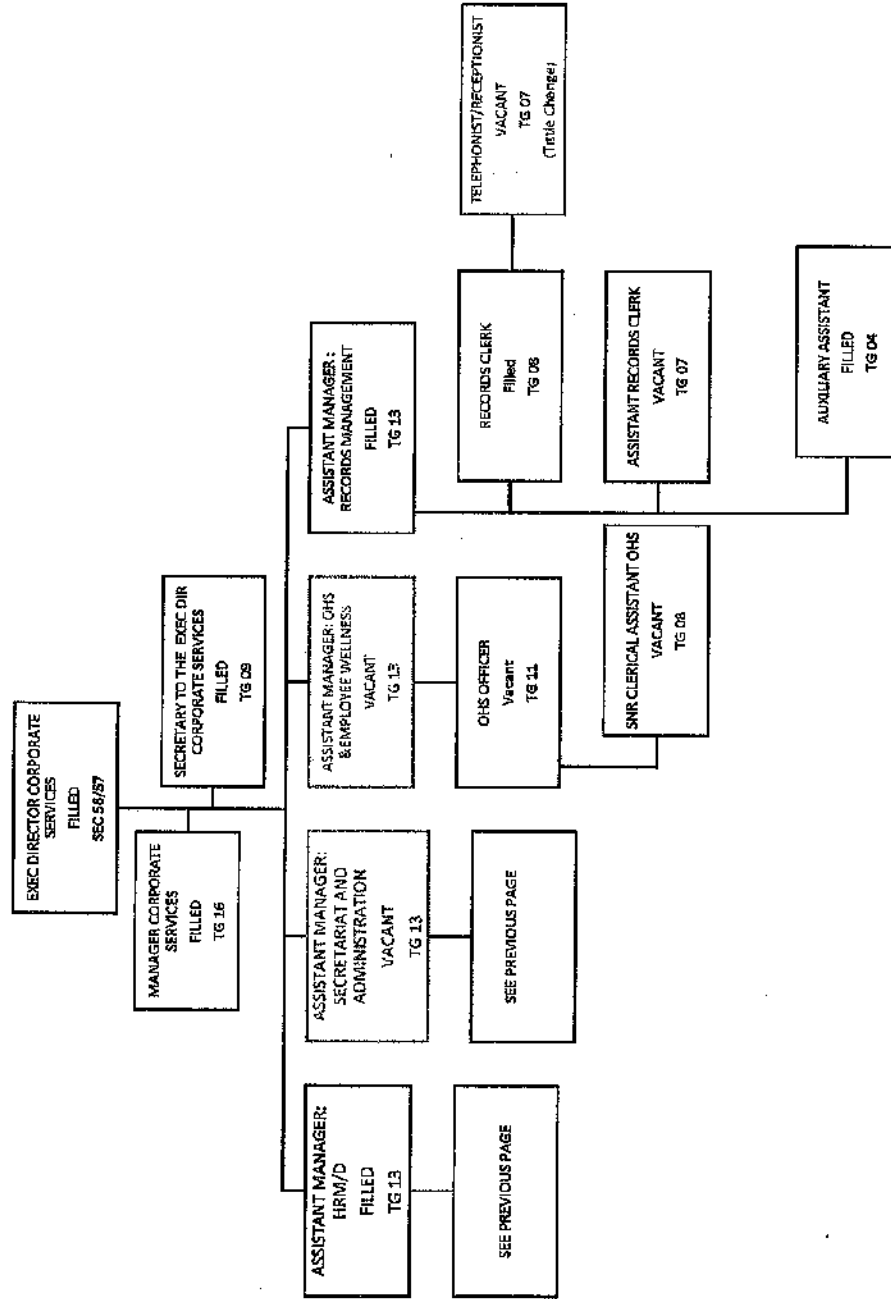 EXEC DIRECTOR CORPORATE
SERVICES
FILLED
SEC 56/57
MANAGER CORPORATE
SERVICES
FILLED
TG 16
SECRETARY TO THE EXEC DIR
CORPORATE SERVICES
FILLED
TG 09
ASSISTANT MANAGER:
HRM/D
FILLED
TG 13
ASSISTANT MANAGER:
SECRETARIAT AND
ADMINISTRATION
VACANT
TG 13
ASSISTANT MANAGER: OHS
& EMPLOYEE WELLNESS
VACANT
TG 13
ASSISTANT MANAGER :
RECORDS MANAGEMENT
FILLED
TG 13
SEE PREVIOUS PAGE
SEE PREVIOUS PAGE
OHS OFFICER
Vacant
TG 11
RECORDS CLERK
Filled
TG 08
TELEPHONIST/RECEPTIONIST
VACANT
TG 07
(Tittle Change)
SNR CLERICAL ASSISTANT OHS
VACANT
TG 08
ASSISTANT RECORDS CLERK
VACANT
TG 07
AUXILIARY ASSISTANT
FILLED
TG 04